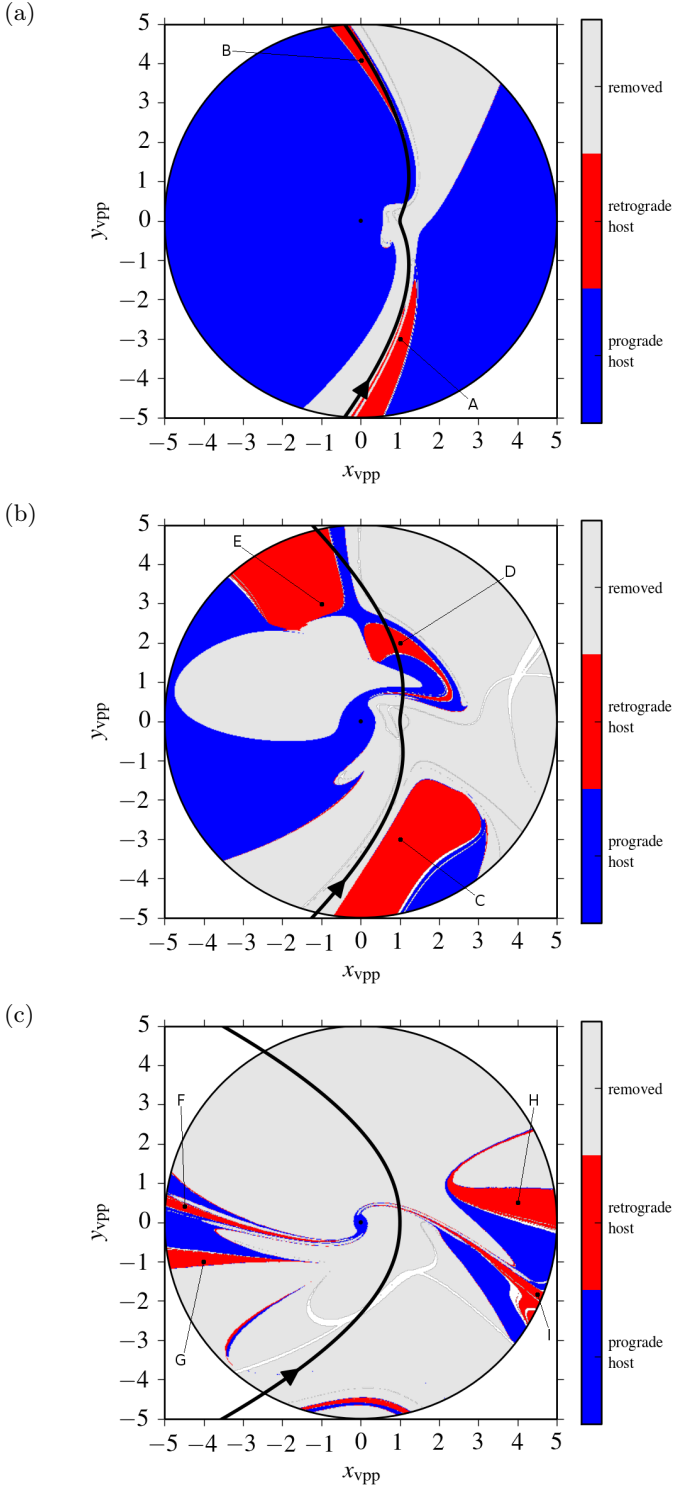 (a)
B
A
5
4
3
2
1
0
−1
−2
−3
−4
−5
y_vpp
−5 −4 −3 −2 −1 0 1 2 3 4 5
x_vpp
removed
retrograde
host
prograde
host
(b)
E
D
C
5
4
3
2
1
0
−1
−2
−3
−4
−5
y_vpp
−5 −4 −3 −2 −1 0 1 2 3 4 5
x_vpp
removed
retrograde
host
prograde
host
(c)
F
H
G
I
5
4
3
2
1
0
−1
−2
−3
−4
−5
y_vpp
−5 −4 −3 −2 −1 0 1 2 3 4 5
x_vpp
removed
retrograde
host
prograde
host